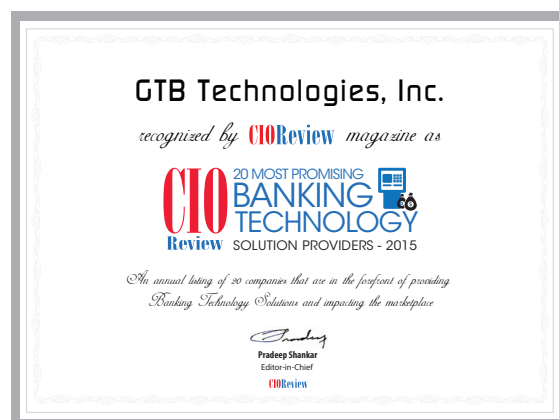 GTB Technologies, Inc.
recognized by CIOReview magazine as
CIO Review
20 MOST PROMISING
BANKING
TECHNOLOGY
SOLUTION PROVIDERS - 2015
An annual listing of 20 companies that are in the forefront of providing
Banking Technology Solutions and impacting the marketplace
Pradeep
Pradeep Shankar
Editor-in-Chief
CIOReview